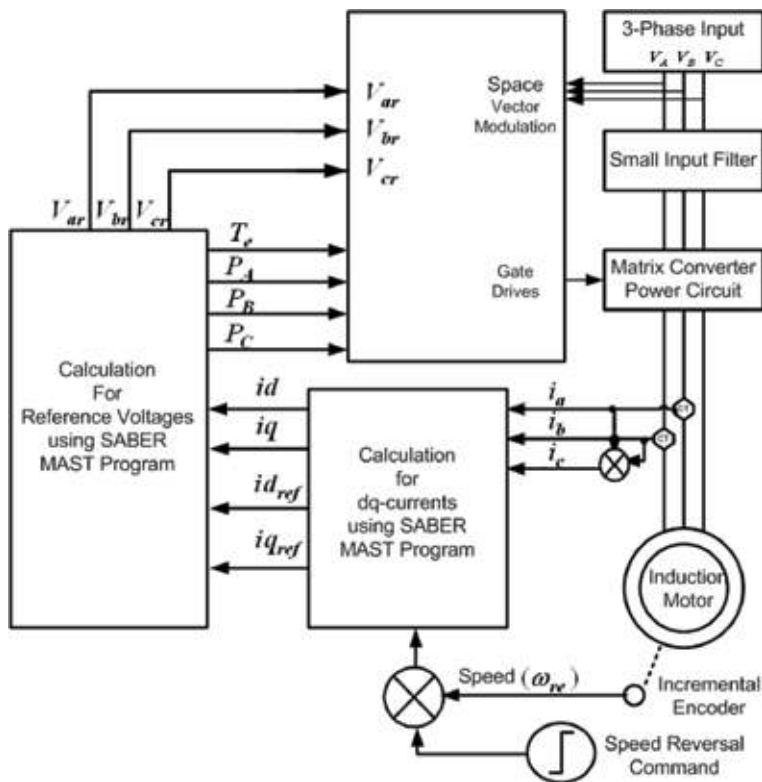 3-Phase Input
V_A V_B V_C
Space
Vector
Modulation
V_ar
V_br
V_cr
Small Input Filter
V_ar V_br V_cr
T_e
P_A
P_B
P_C
Gate
Drives
Matrix Converter
Power Circuit
Calculation
For
Reference Voltages
using SABER
MAST Program
id
iq
id_ref
iq_ref
Calculation
for
dq-currents
using SABER
MAST Program
i_a
i_b
i_c
CT
CT
Induction
Motor
Speed (ω_re)
Incremental
Encoder
Speed Reversal
Command